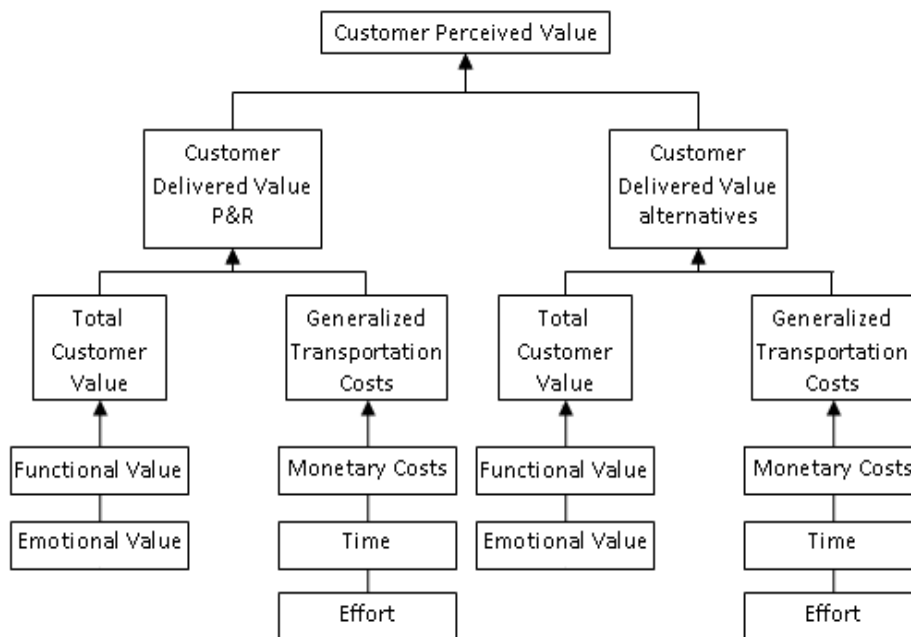 Customer Perceived Value
Customer
Delivered Value
P&R
Customer
Delivered Value
alternatives
Total
Customer
Value
Generalized
Transportation
Costs
Total
Customer
Value
Generalized
Transportation
Costs
Functional Value
Monetary Costs
Functional Value
Monetary Costs
Emotional Value
Time
Emotional Value
Time
Effort
Effort